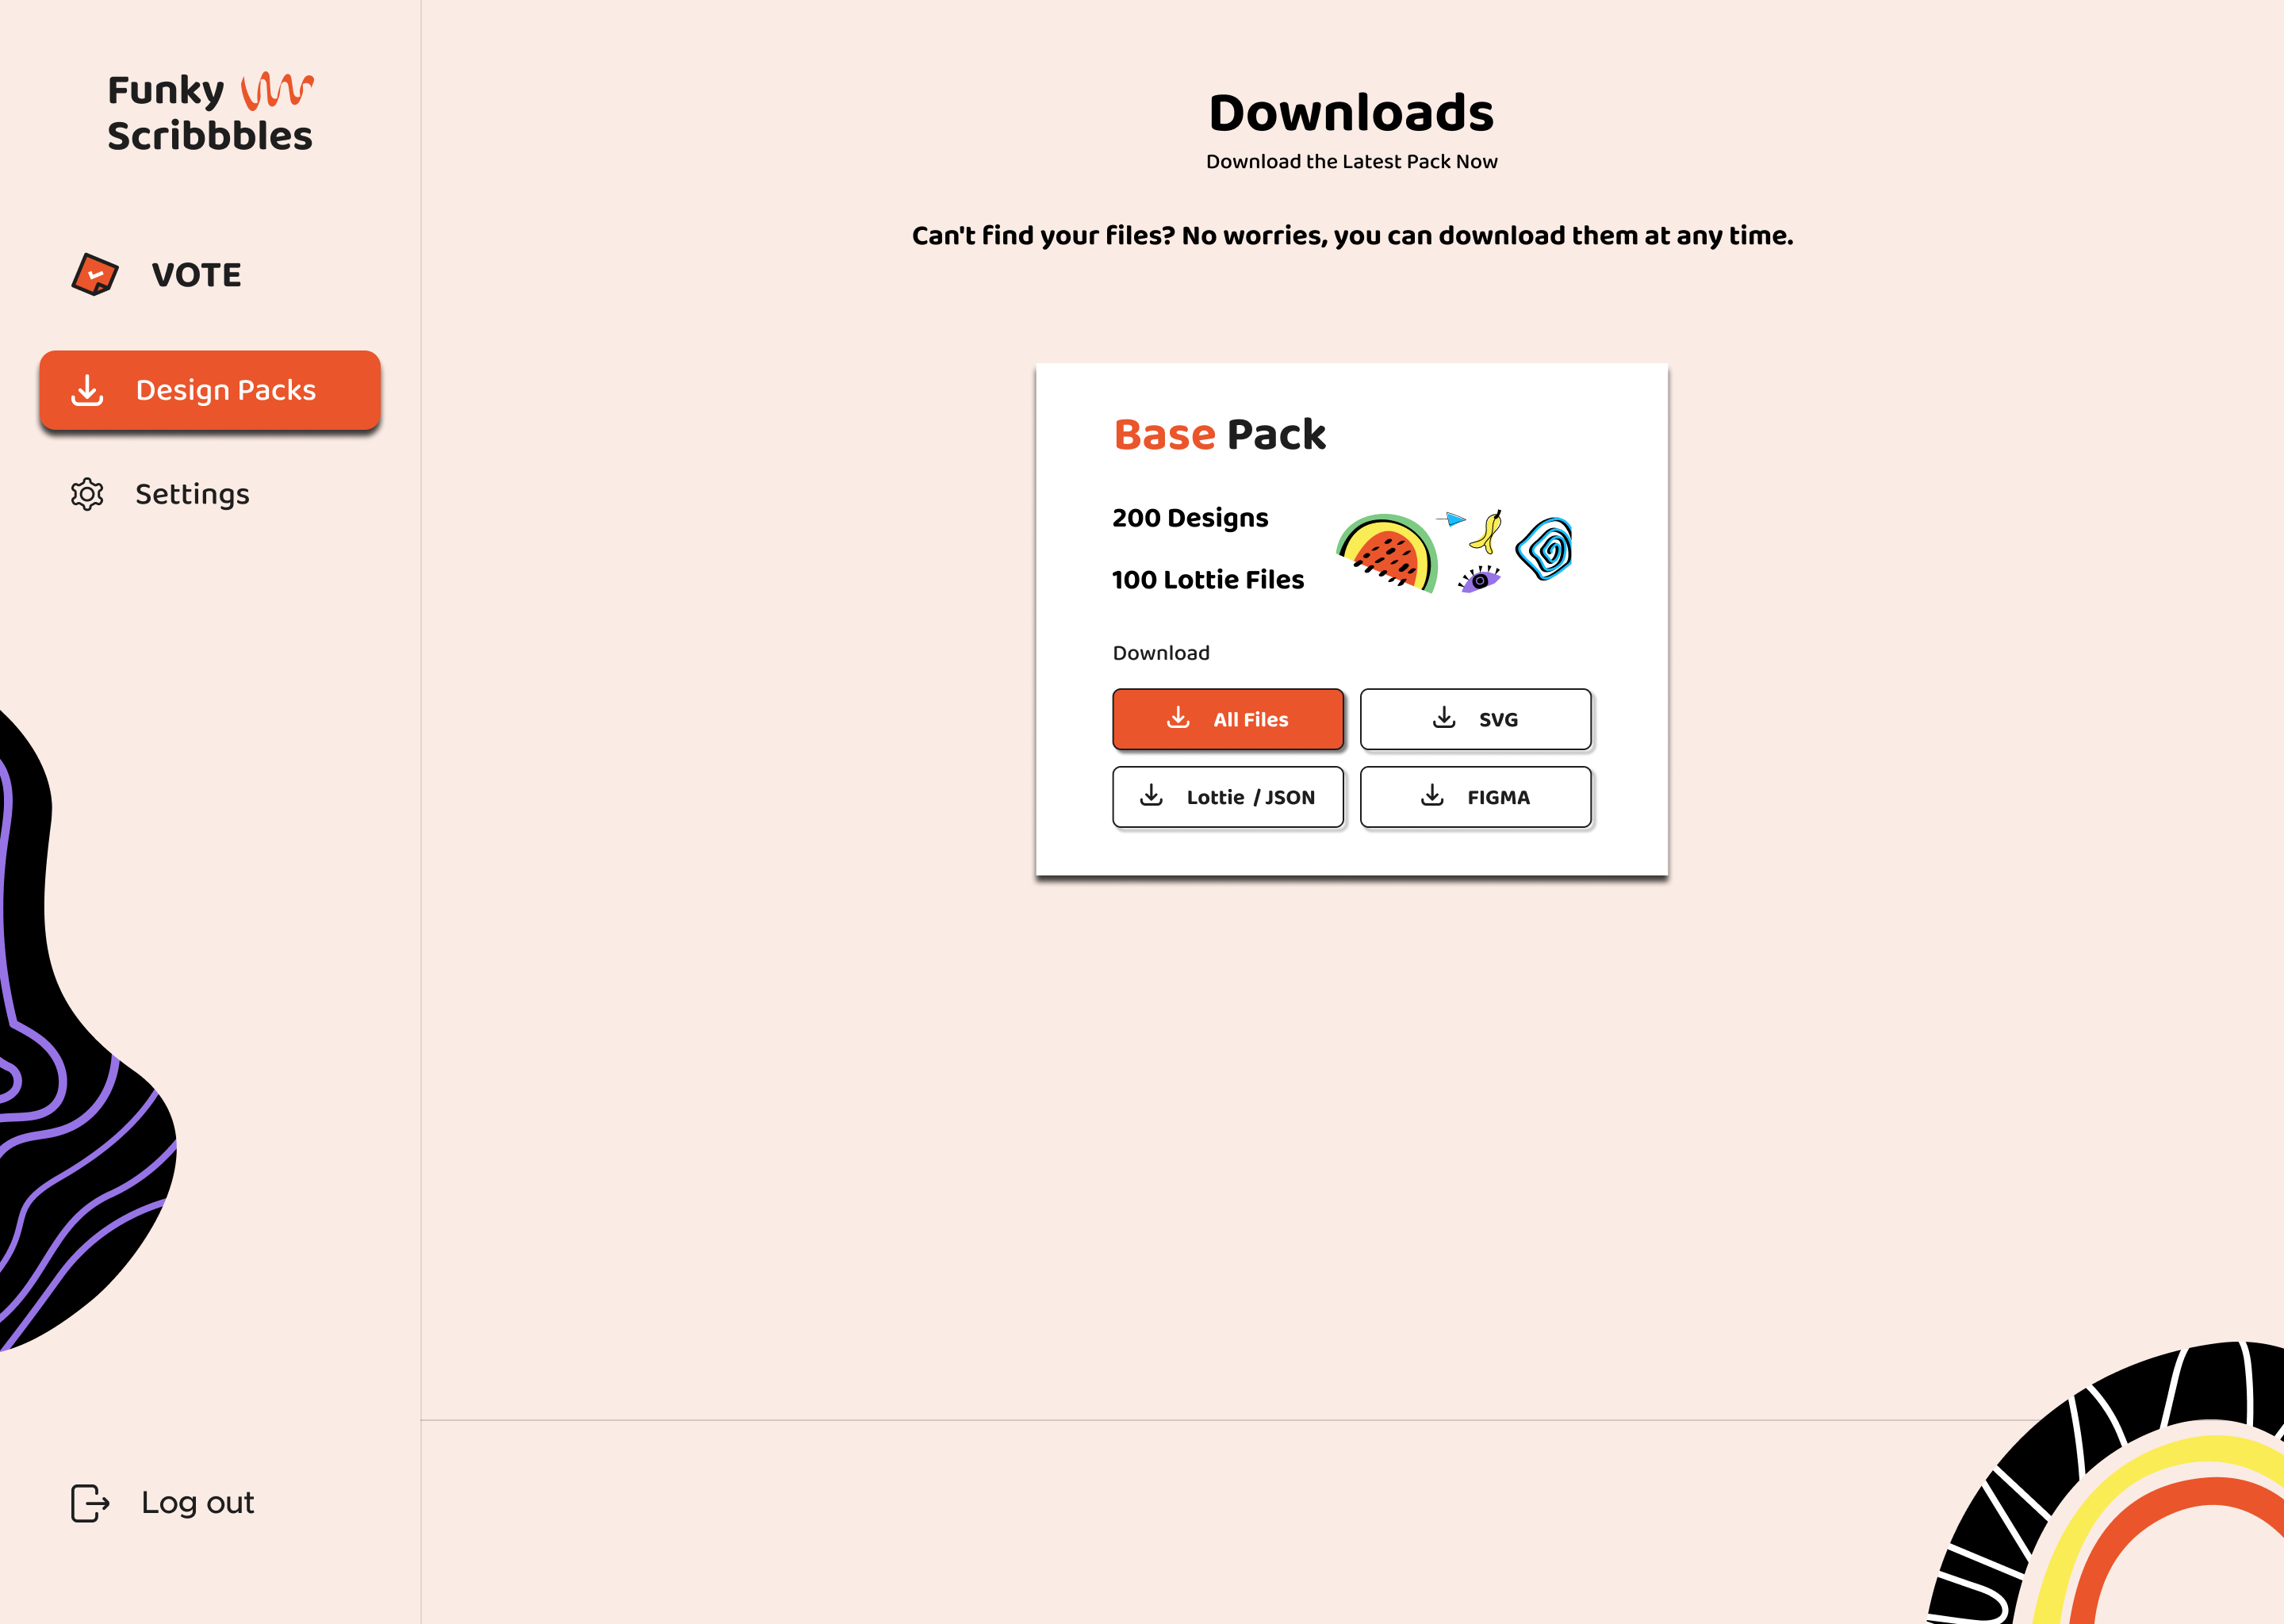 Funky
Scribbbles
VOTE
Design Packs
Settings
Log out
Downloads
Download the Latest Pack Now
Can't find your files? No worries, you can download them at any time.
Base Pack
200 Designs
100 Lottie Files
Download
All Files
SVG
Lottie / JSON
FIGMA